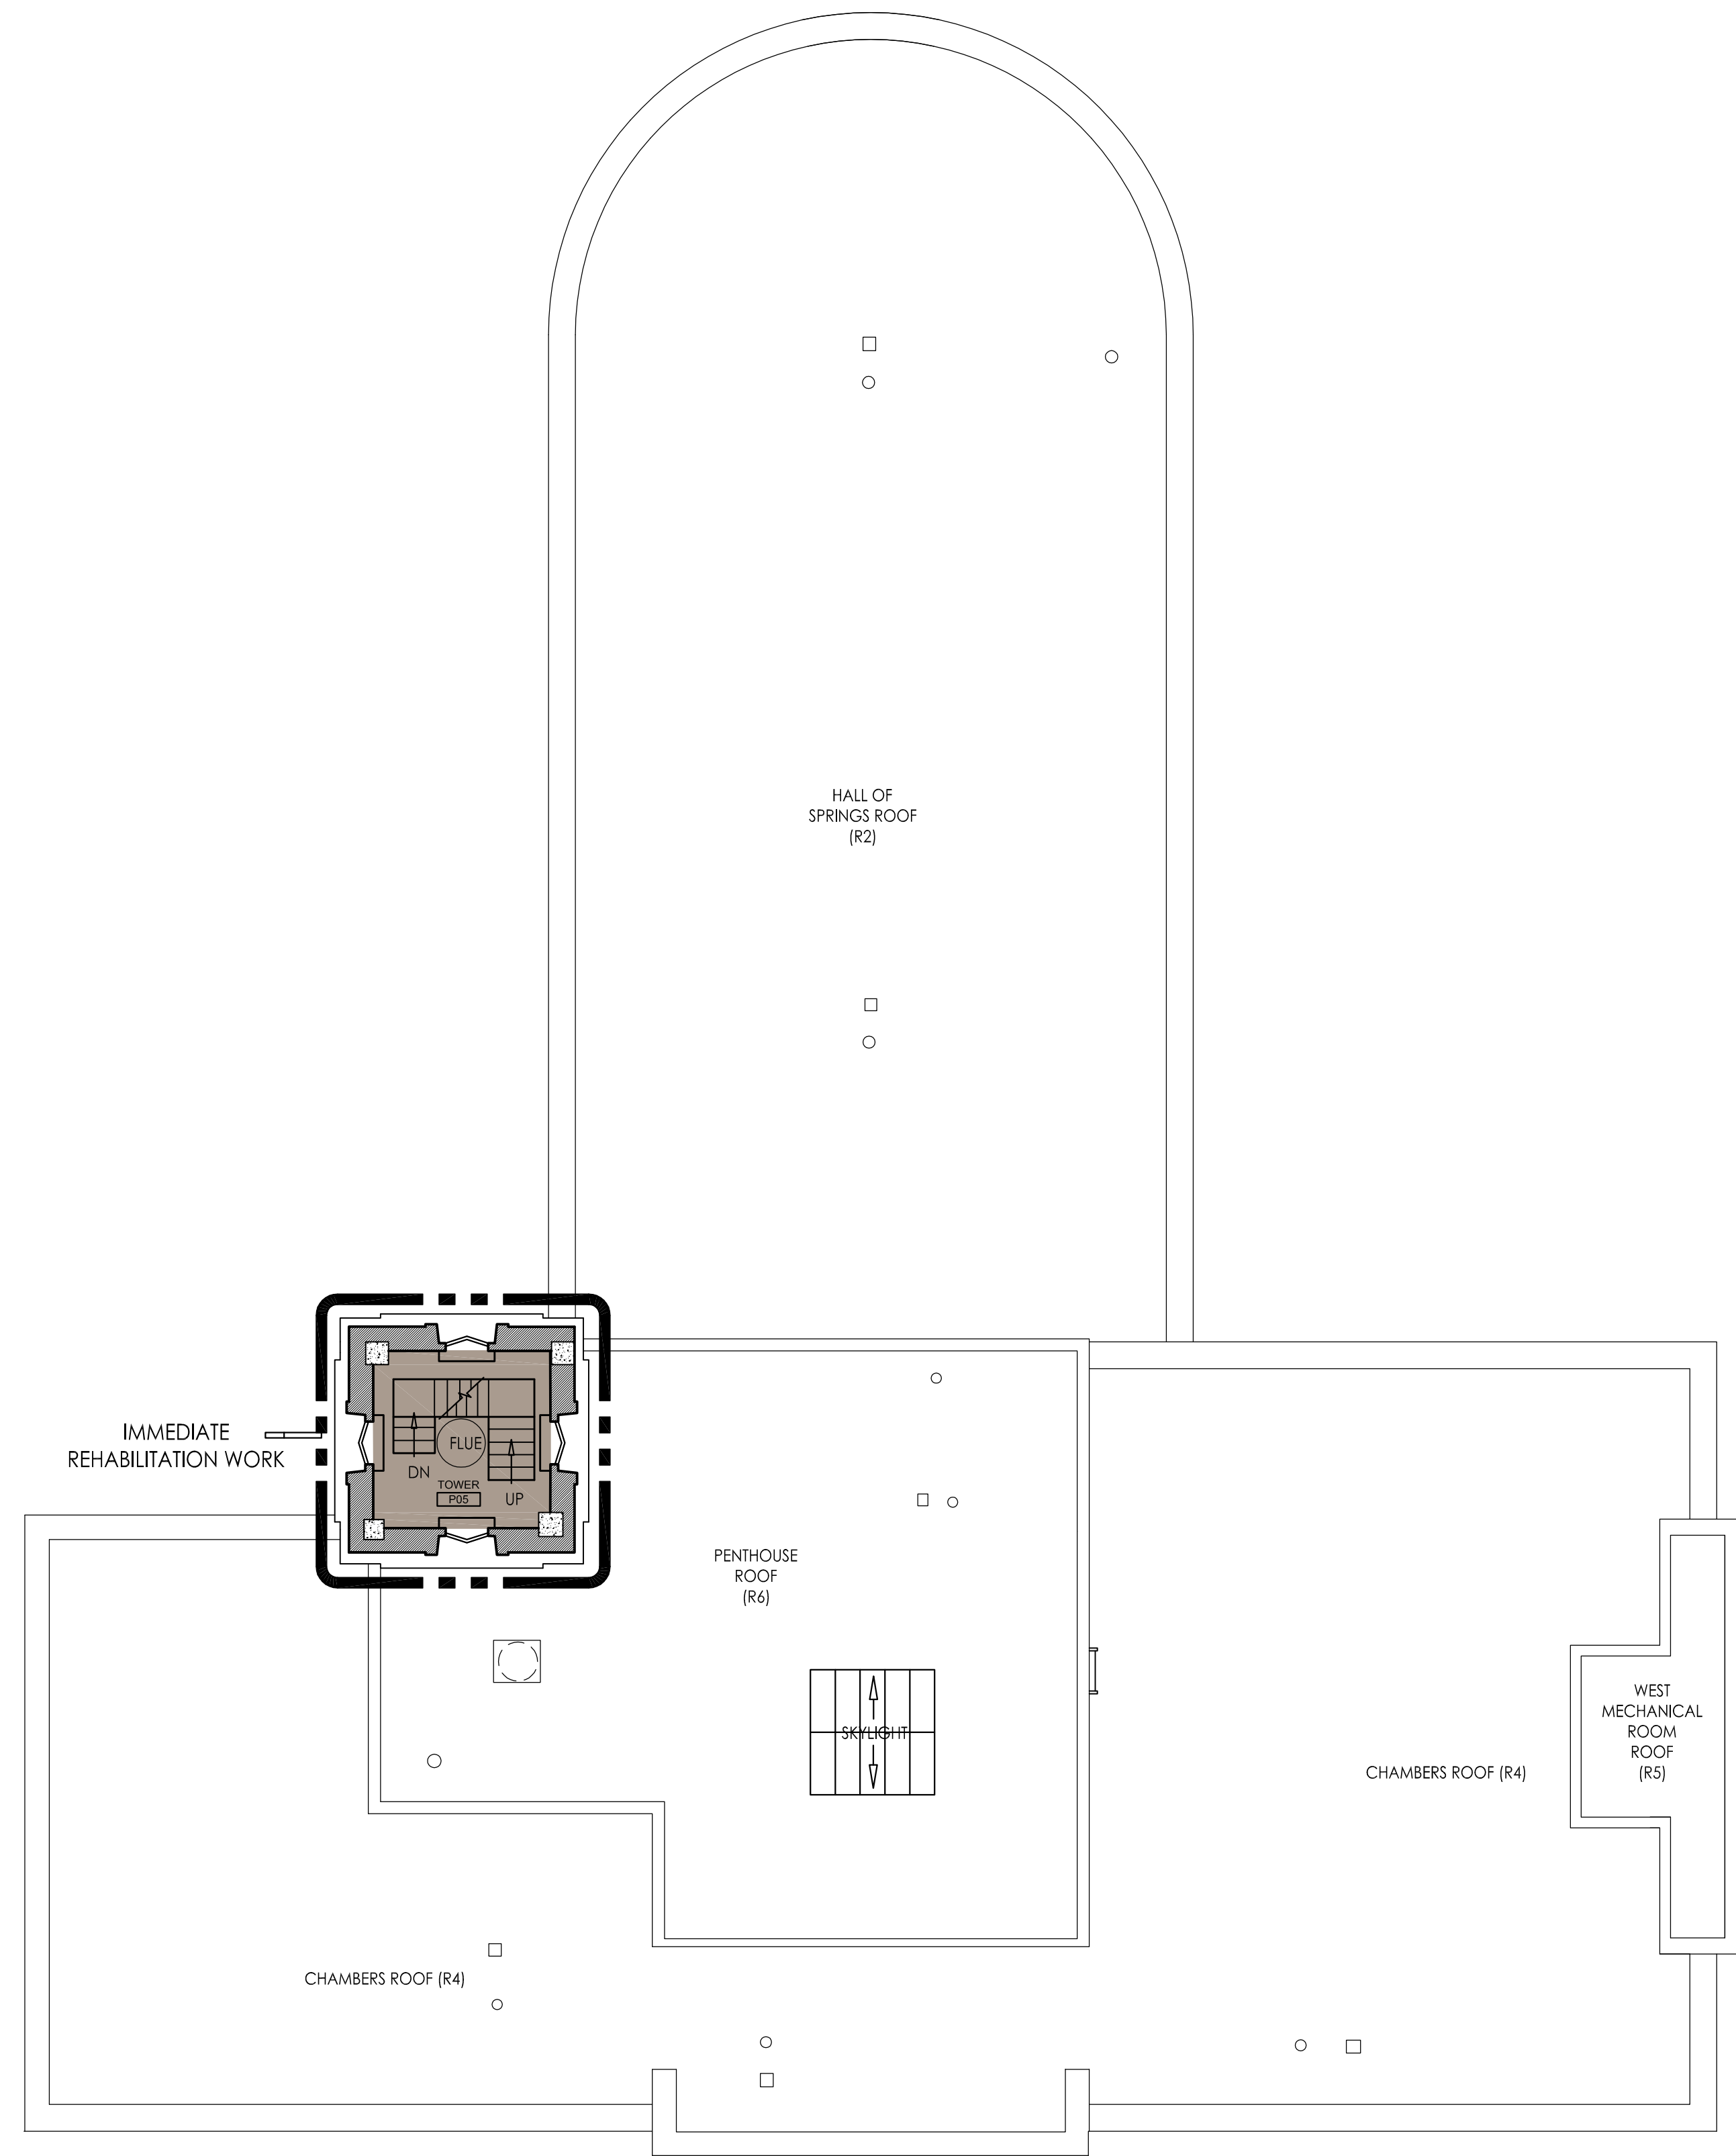 HALL OF
SPRINGS ROOF
(R2)
IMMEDIATE
REHABILITATION WORK
FLUE
DN
TOWER
P05
UP
PENTHOUSE
ROOF
(R6)
SKYLIGHT
WEST
MECHANICAL
ROOM
ROOF
(R5)
CHAMBERS ROOF (R4)
CHAMBERS ROOF (R4)